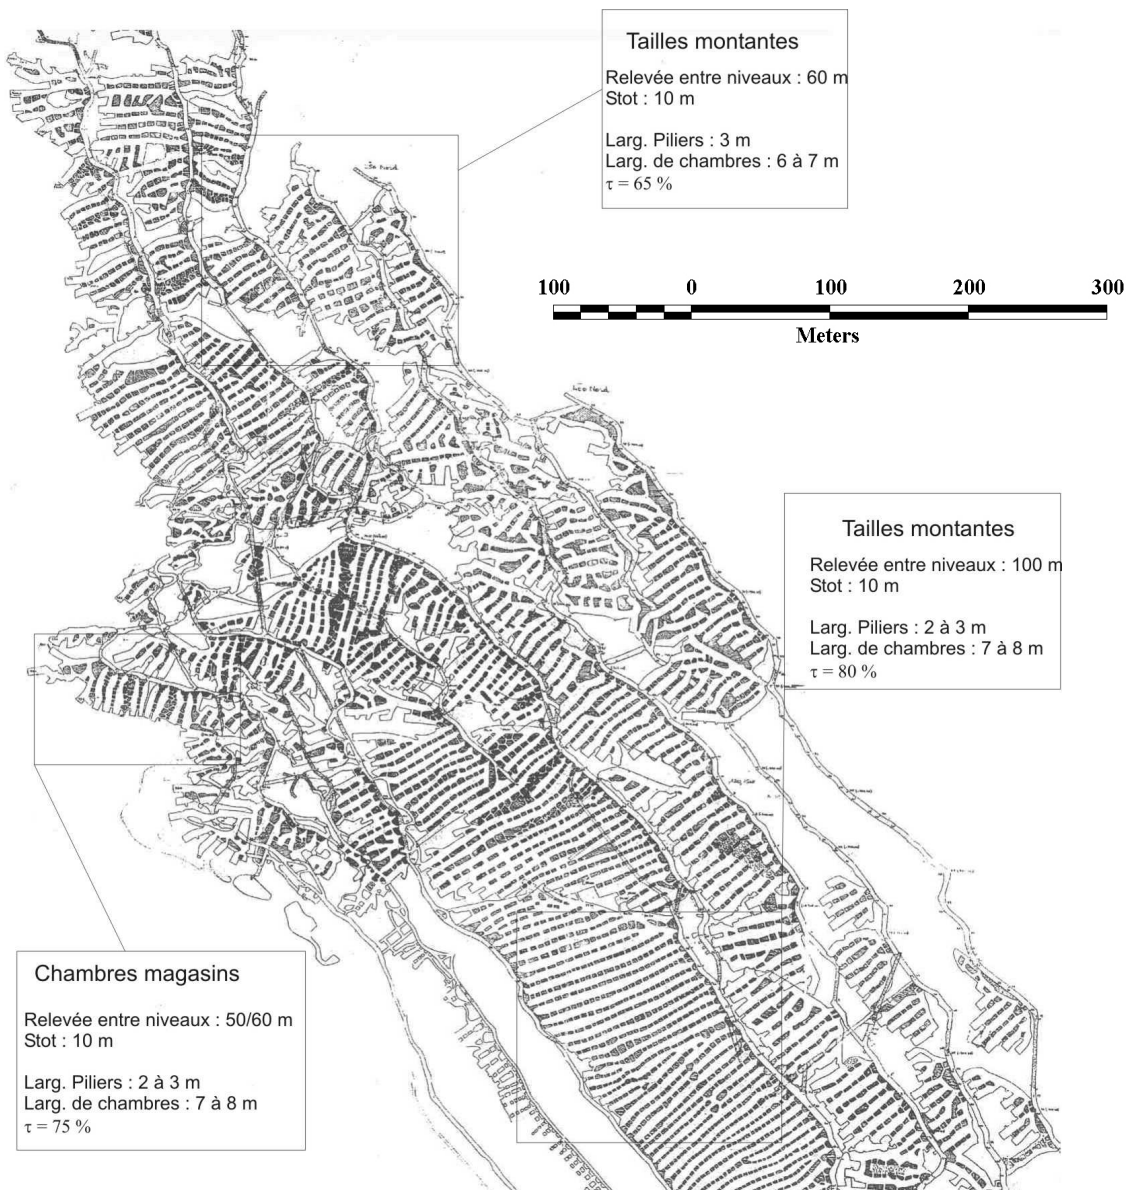 Tailles montantes
Relevée entre niveaux : 60 m
Stot : 10 m
Larg. Piliers : 3 m
Larg. de chambres : 6 à 7 m
τ = 65 %
100 0 100 200 300
Meters
Tailles montantes
Relevée entre niveaux : 100 m
Stot : 10 m
Larg. Piliers : 2 à 3 m
Larg. de chambres : 7 à 8 m
τ = 80 %
Chambres magasins
Relevée entre niveaux : 50/60 m
Stot : 10 m
Larg. Piliers : 2 à 3 m
Larg. de chambres : 7 à 8 m
τ = 75 %